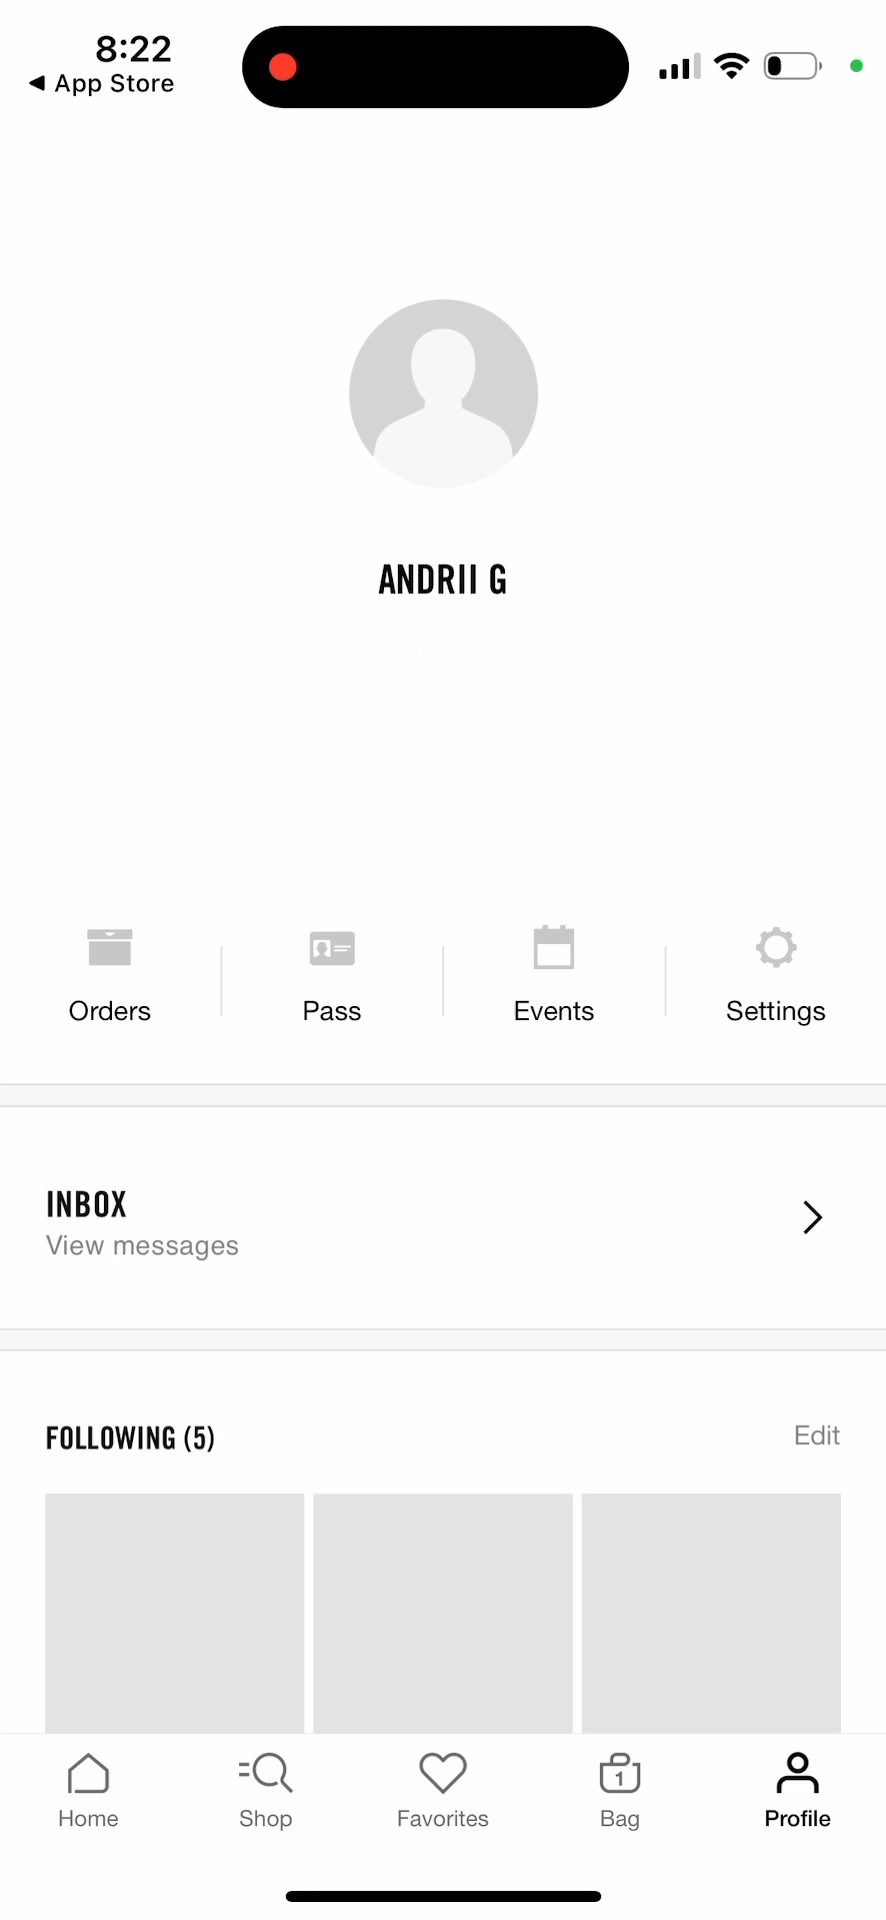 8:22
App Store
ANDRII G
Orders
Pass
Events
Settings
INBOX
View messages
FOLLOWING (5)
Edit
1
Home
Shop
Favorites
Bag
Profile